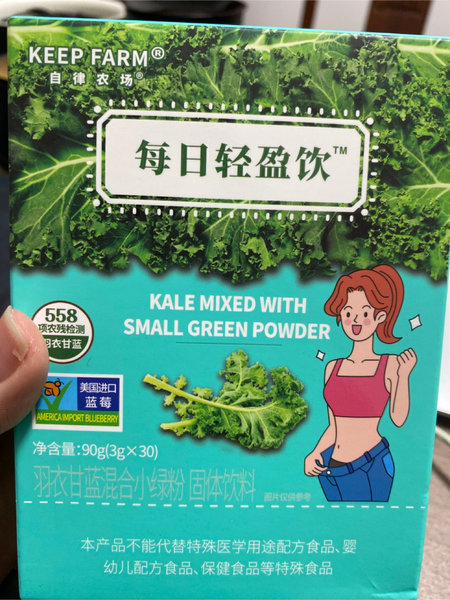 KEEP FARM®
自律农场®
每日轻盈饮™
KALE MIXED WITH
SMALL GREEN POWDER
558
项农残检测
羽衣甘蓝
美国进口
蓝莓
AMERICA IMPORT BLUEBERRY
净含量:90g(3g×30)
羽衣甘蓝混合小绿粉 固体饮料
图片仅供参考
本产品不能代替特殊医学用途配方食品、婴
幼儿配方食品、保健食品等特殊食品